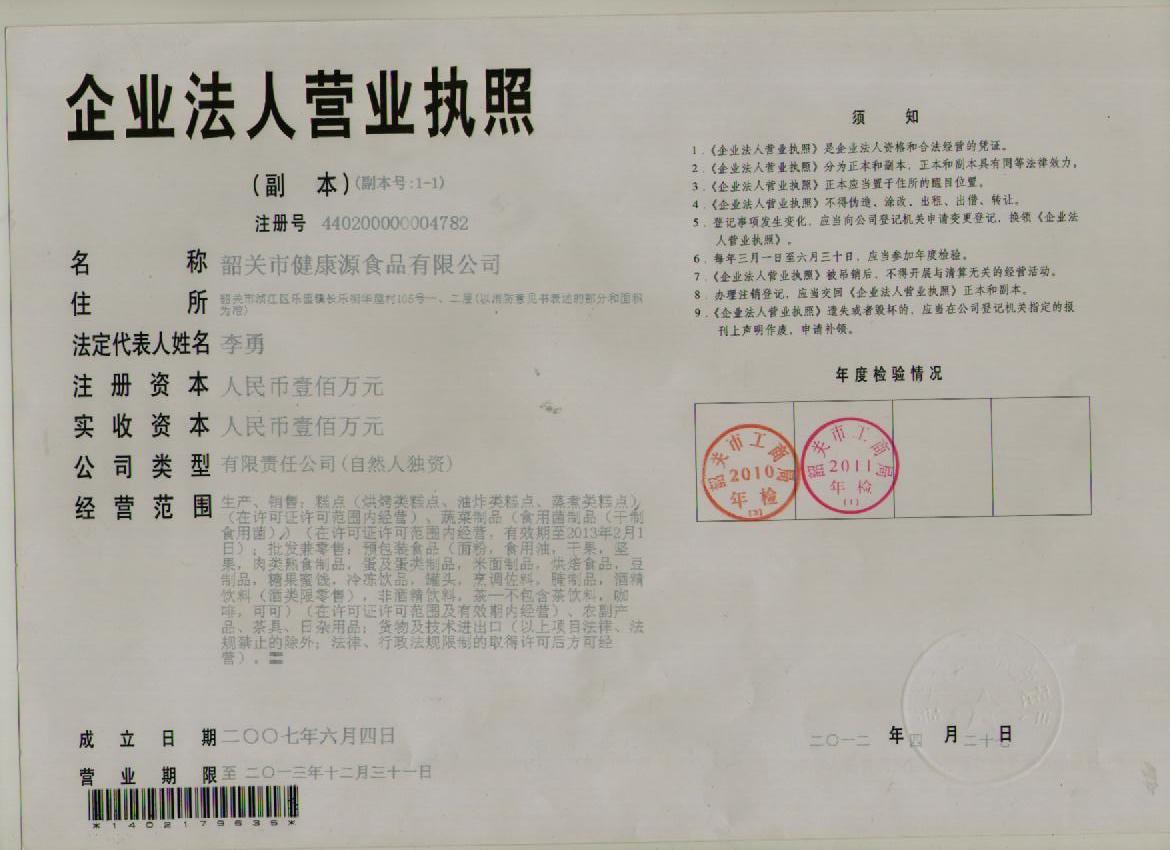 企业法人营业执照
（副 本）(副本号:1-1)
注册号 440200000004782
名 称 韶关市健康源食品有限公司
住 所 韶关市浈江区乐园镇长乐村华屋村105号一、二层(以消防意见书表述的部分和面积
为准)
法定代表人姓名 李勇
注册资本 人民币壹佰万元
实收资本 人民币壹佰万元
公司类型 有限责任公司(自然人独资)
经营范围 生产、销售：糕点（烘烤类糕点、油炸类糕点、蒸煮类糕点）
（在许可证许可范围内经营）、蔬菜制品（食用菌制品（干制
食用菌））（在许可证许可范围内经营，有效期至2013年2月1
日）；批发兼零售：预包装食品（面粉，食用油，干果，坚
果，肉类熟食制品，蛋及蛋类制品，米面制品，烘焙食品，豆
制品，糖果蜜饯，冷冻饮品，罐头，烹调佐料，腌制品，酒精
饮料（酒类限零售），非酒精饮料，茶—不包含茶饮料，咖
啡，可可）（在许可证许可范围及有效期内经营）、农副产
品、茶具、日杂用品；货物及技术进出口（以上项目法律、法
规禁止的除外；法律、行政法规限制的取得许可后方可经
营）。
成立日期 二〇〇七年六月四日
营业期限 至 二〇一三年十二月三十一日
*1402179635*
须 知
1．《企业法人营业执照》是企业法人资格和合法经营的凭证。
2．《企业法人营业执照》分为正本和副本，正本和副本具有同等法律效力。
3．《企业法人营业执照》正本应当置于住所的醒目位置。
4．《企业法人营业执照》不得伪造、涂改、出租、出借、转让。
5．登记事项发生变化，应当向公司登记机关申请变更登记，换领《企业法
人营业执照》。
6．每年三月一日至六月三十日，应当参加年度检验。
7．《企业法人营业执照》被吊销后，不得开展与清算无关的经营活动。
8．办理注销登记，应当交回《企业法人营业执照》正本和副本。
9．《企业法人营业执照》遗失或者毁坏的，应当在公司登记机关指定的报
刊上声明作废，申请补领。
年度检验情况
韶关市工商局
2010
年检
(3)
韶关市工商局
2011
年检
(1)
二〇一二 年 四 月 二十七 日